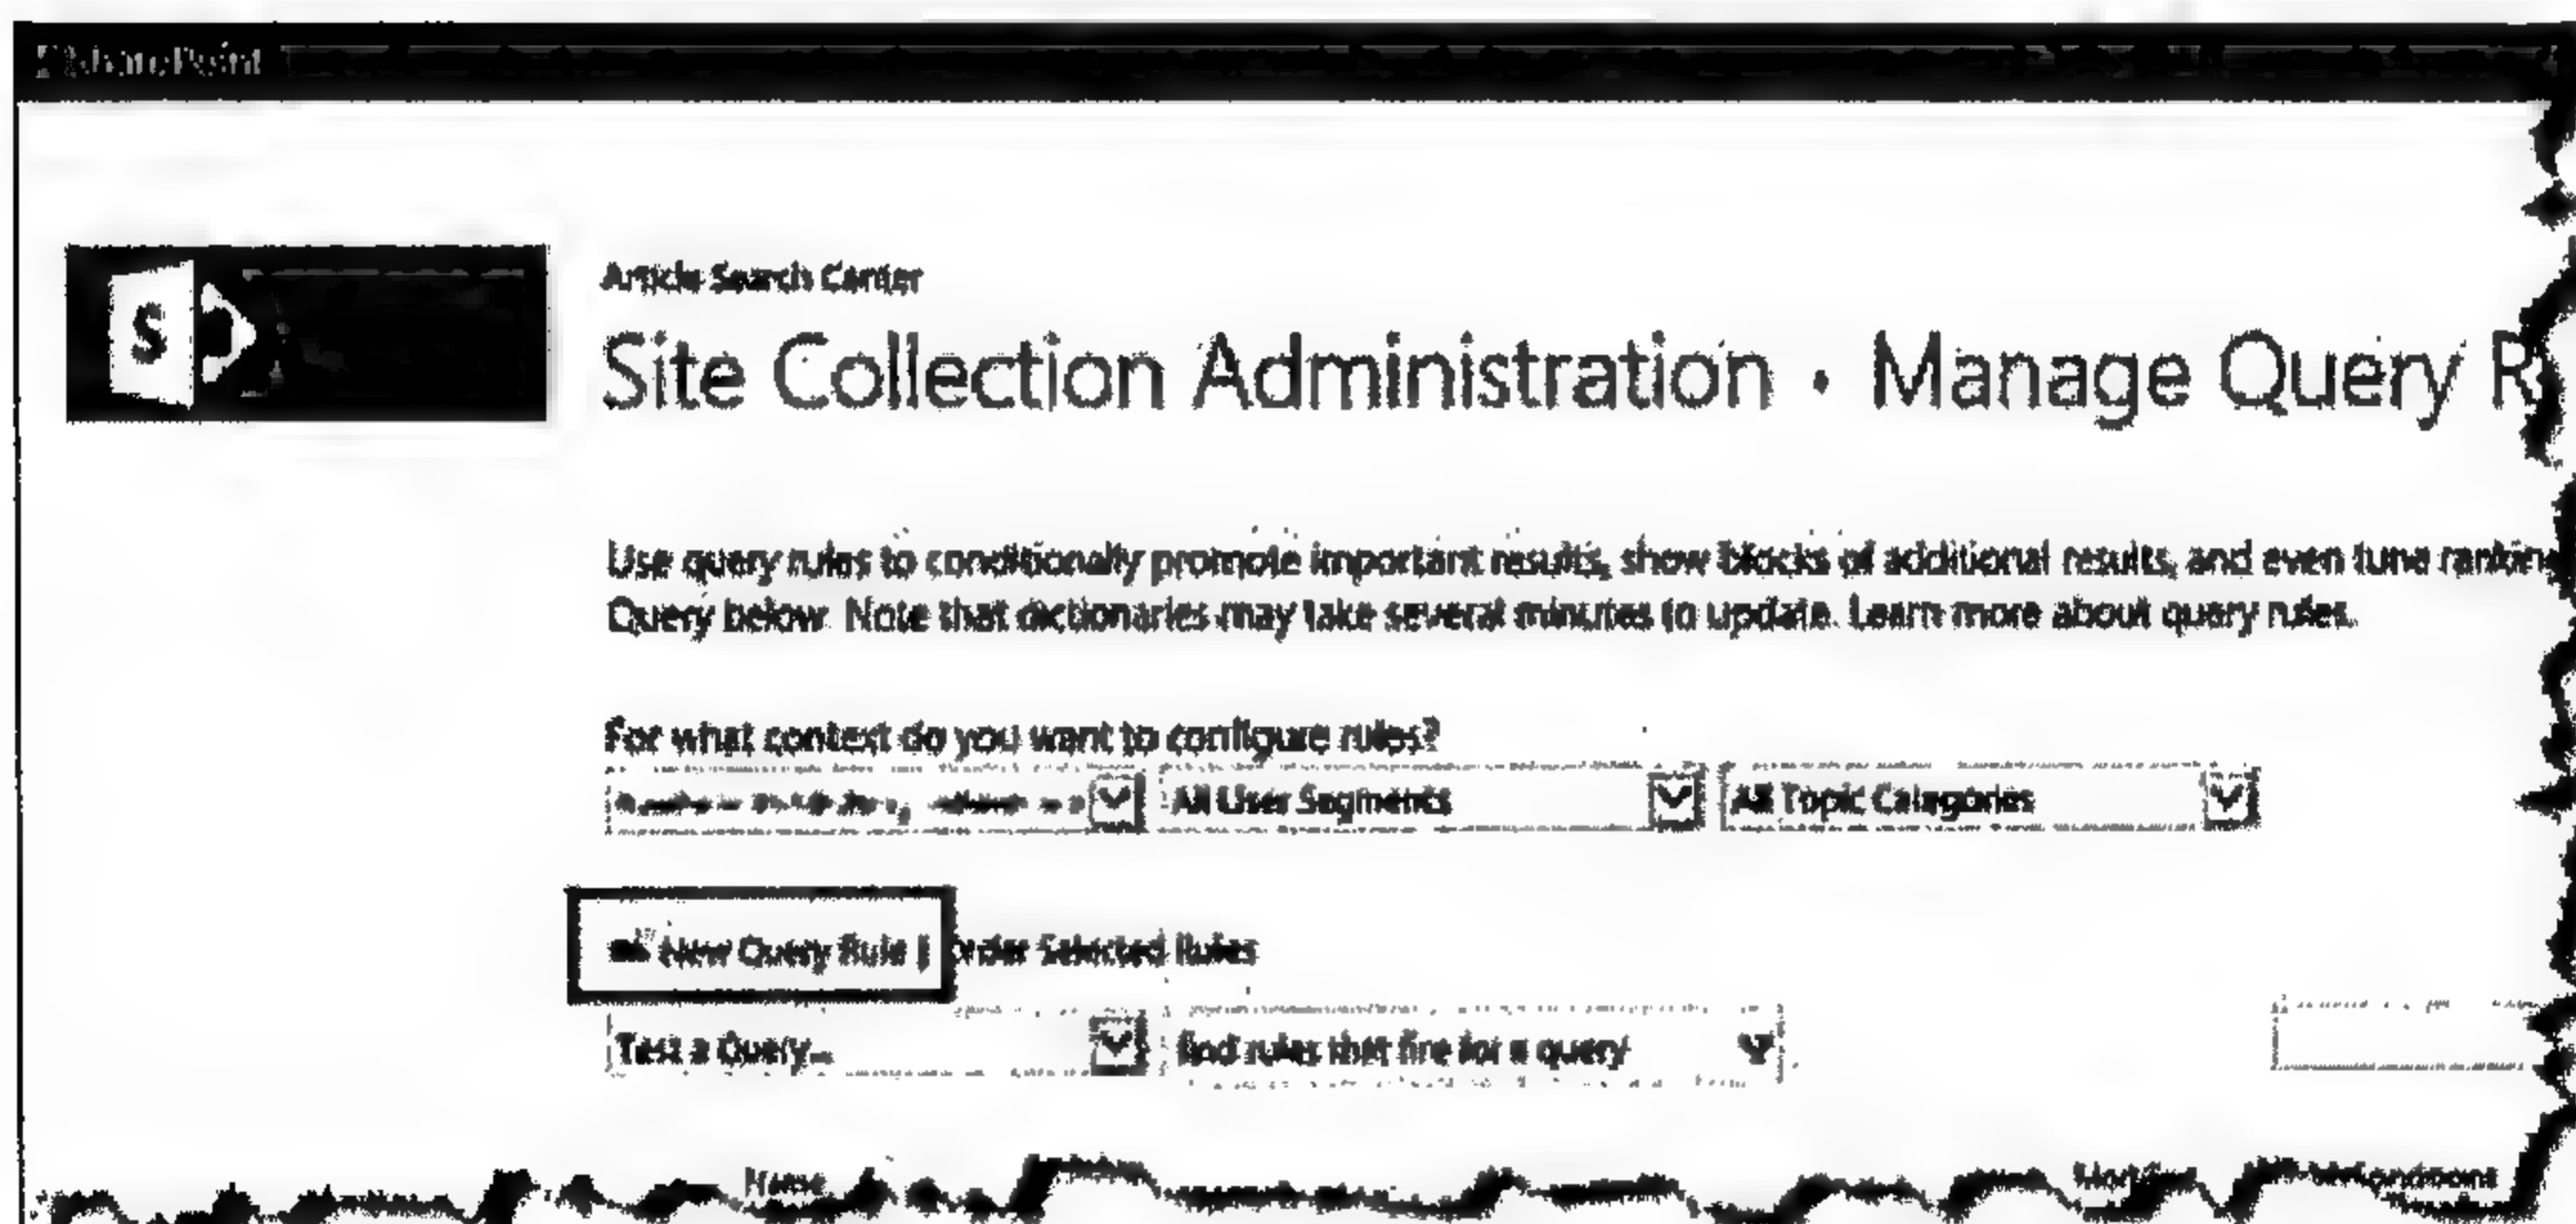 SharePoint
S
Article Search Center
Site Collection Administration · Manage Query R
Use query rules to conditionally promote important results, show blocks of additional results, and even tune ranking
Query below. Note that dictionaries may take several minutes to update. Learn more about query rules.
For what context do you want to configure rules?
All User Segments
All Topic Categories
New Query Rule | Order Selected Rules
Test a Query...
find rules that fire for a query
Name